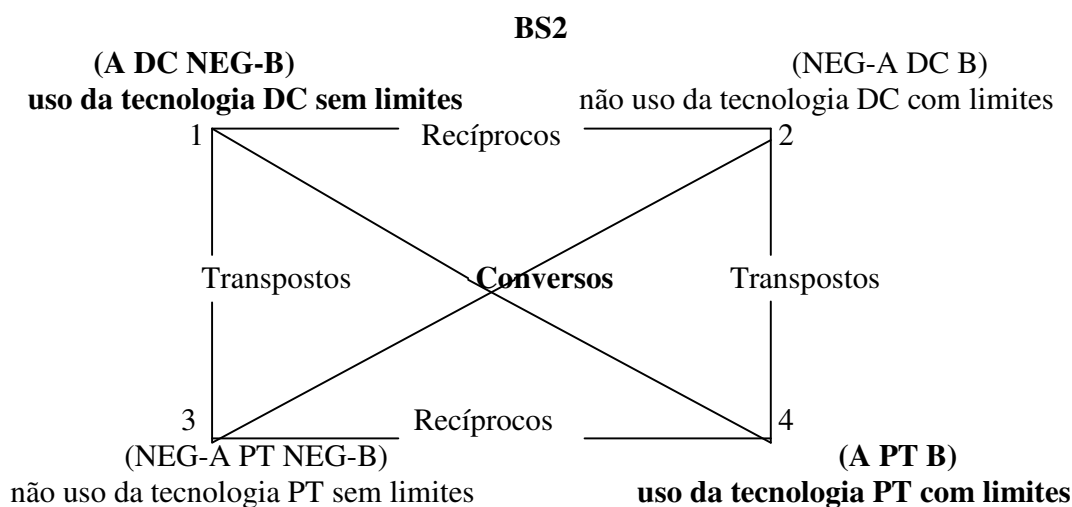 BS2
(A DC NEG-B) (NEG-A DC B)
uso da tecnologia DC sem limites não uso da tecnologia DC com limites
1 Recíprocos 2
Transpostos Conversos Transpostos
3 Recíprocos 4
(NEG-A PT NEG-B) (A PT B)
não uso da tecnologia PT sem limites uso da tecnologia PT com limites